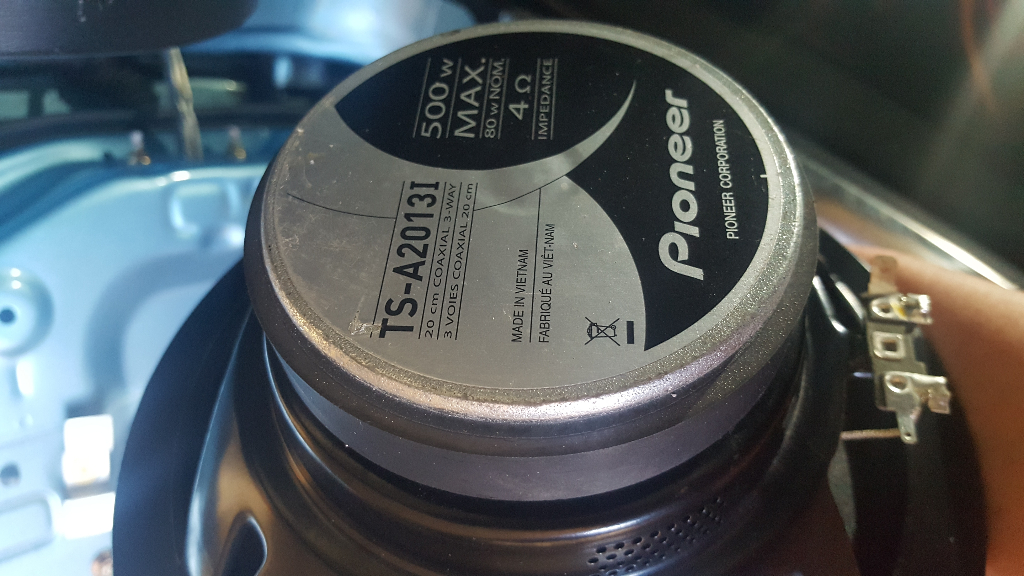 500 w
MAX.
80 w NOM.
4 Ω
IMPEDANCE
TS-A2013I
20 cm COAXIAL 3-WAY
3 VOIES COAXIAL 20 cm
MADE IN VIETNAM
FABRIQUÉ AU VIÊT-NAM
Pioneer
PIONEER CORPORATION